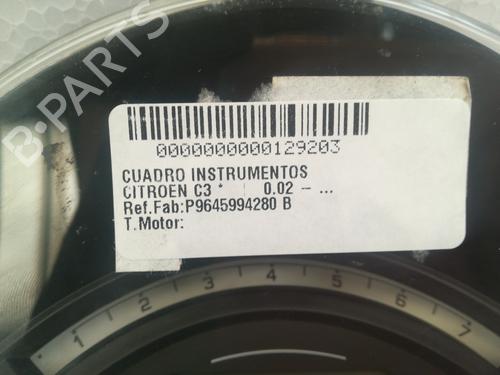 B-PARTS
0000000000129203
CUADRO INSTRUMENTOS
CITROEN C3 * 0.02 - ...
Ref.Fab:P9645994280 B
T.Motor:
1 2 3 4 5 6 7